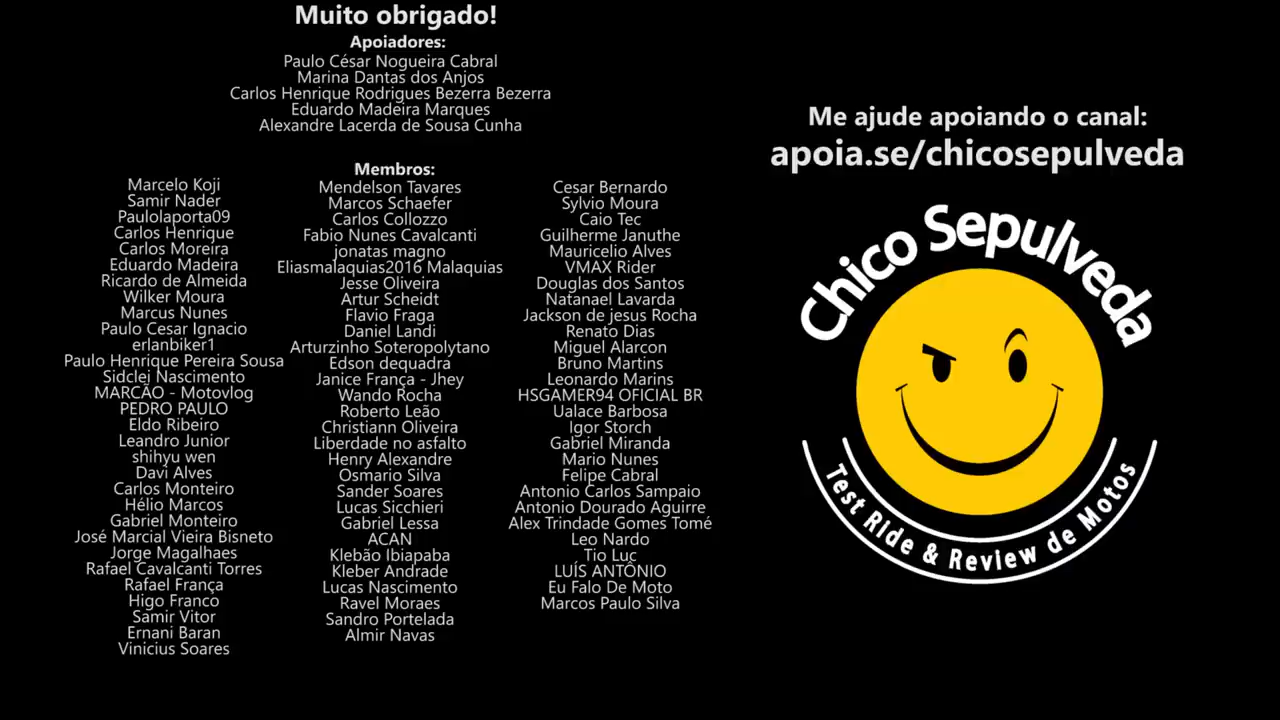 Muito obrigado!
Apoiadores:
Paulo César Nogueira Cabral
Marina Dantas dos Anjos
Carlos Henrique Rodrigues Bezerra Bezerra
Eduardo Madeira Marques
Alexandre Lacerda de Sousa Cunha
Membros:
Marcelo Koji
Samir Nader
Paulolaporta09
Carlos Henrique
Carlos Moreira
Eduardo Madeira
Ricardo de Almeida
Wilker Moura
Marcus Nunes
Paulo Cesar Ignacio
erlanbiker1
Paulo Henrique Pereira Sousa
Sidclei Nascimento
MARCÃO - Motovlog
PEDRO PAULO
Eldo Ribeiro
Leandro Junior
shihyu wen
Davi Alves
Carlos Monteiro
Hélio Marcos
Gabriel Monteiro
José Marcial Vieira Bisneto
Jorge Magalhaes
Rafael Cavalcanti Torres
Rafael França
Higo Franco
Samir Vitor
Ernani Baran
Vinicius Soares
Mendelson Tavares
Marcos Schaefer
Carlos Collozzo
Fabio Nunes Cavalcanti
jonatas magno
Eliasmalaquias2016 Malaquias
Jesse Oliveira
Artur Scheidt
Flavio Fraga
Daniel Landi
Arturzinho Soteropolytano
Edson dequadra
Janice França - Jhey
Wando Rocha
Roberto Leão
Christiann Oliveira
Liberdade no asfalto
Henry Alexandre
Osmario Silva
Sander Soares
Lucas Sicchieri
Gabriel Lessa
ACAN
Klebão Ibiapaba
Kleber Andrade
Lucas Nascimento
Ravel Moraes
Sandro Portelada
Almir Navas
Cesar Bernardo
Sylvio Moura
Caio Tec
Guilherme Januthe
Mauricelio Alves
VMAX Rider
Douglas dos Santos
Natanael Lavarda
Jackson de jesus Rocha
Renato Dias
Miguel Alarcon
Bruno Martins
Leonardo Marins
HSGAMER94 OFICIAL BR
Ualace Barbosa
Igor Storch
Gabriel Miranda
Mario Nunes
Felipe Cabral
Antonio Carlos Sampaio
Antonio Dourado Aguirre
Alex Trindade Gomes Tomé
Leo Nardo
Tio Luc
LUÍS ANTÔNIO
Eu Falo De Moto
Marcos Paulo Silva
Me ajude apoiando o canal:
apoia.se/chicosepulveda
Chico Sepulveda
Test Ride & Review de Motos